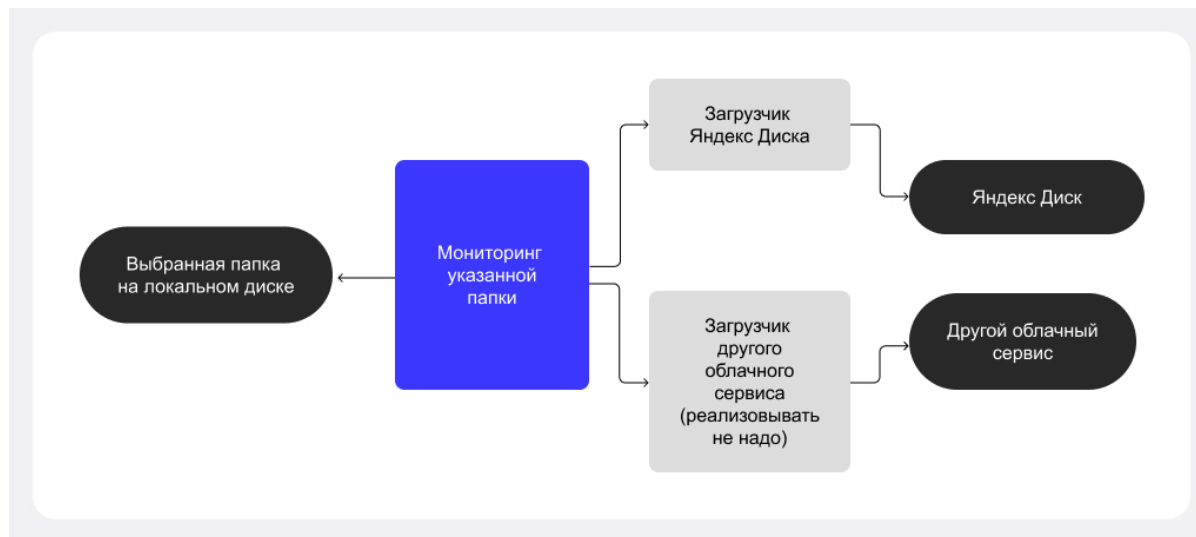 Выбранная папка
на локальном диске
Мониторинг
указанной
папки
Загрузчик
Яндекс Диска
Яндекс Диск
Загрузчик
другого
облачного
сервиса
(реализовывать
не надо)
Другой облачный
сервис